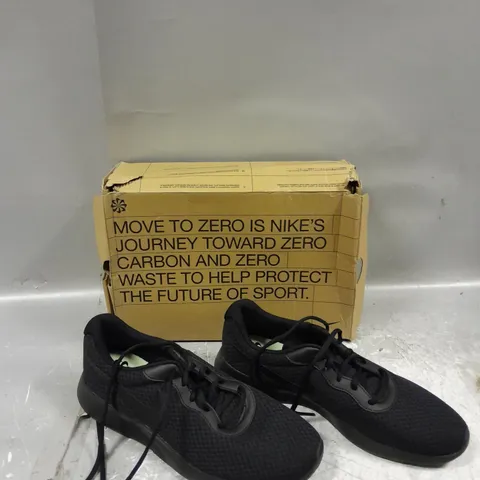 MOVE TO ZERO IS NIKE'S
JOURNEY TOWARD ZERO
CARBON AND ZERO
WASTE TO HELP PROTECT
THE FUTURE OF SPORT.